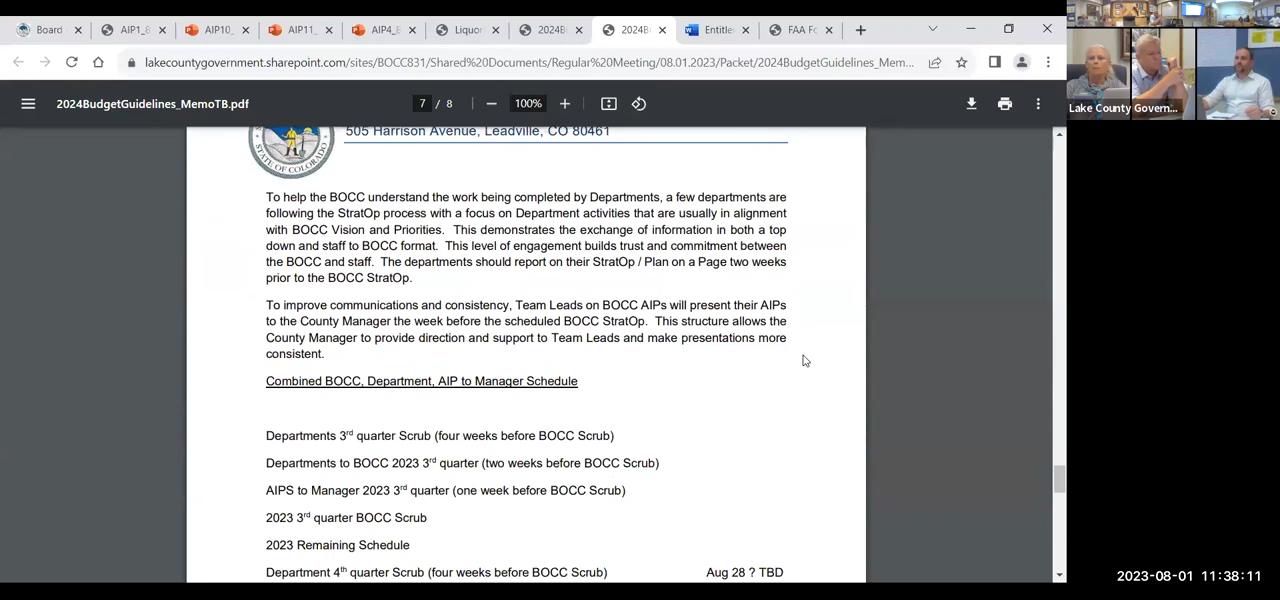 Board
AIP1_8
AIP10_
AIP11_
AIP4_E
Liquor
2024B
2024B
Entitle
FAA Fo
lakecountygovernment.sharepoint.com/sites/BOCC831/Shared%20Documents/Regular%20Meeting/08.01.2023/Packet/2024BudgetGuidelines_Mem...
2024BudgetGuidelines_MemoTB.pdf
7 / 8
100%
Lake County Govern...
STATE OF COLORADO
505 Harrison Avenue, Leadville, CO 80461
To help the BOCC understand the work being completed by Departments, a few departments are
following the StratOp process with a focus on Department activities that are usually in alignment
with BOCC Vision and Priorities. This demonstrates the exchange of information in both a top
down and staff to BOCC format. This level of engagement builds trust and commitment between
the BOCC and staff. The departments should report on their StratOp / Plan on a Page two weeks
prior to the BOCC StratOp.
To improve communications and consistency, Team Leads on BOCC AIPs will present their AIPs
to the County Manager the week before the scheduled BOCC StratOp. This structure allows the
County Manager to provide direction and support to Team Leads and make presentations more
consistent.
Combined BOCC, Department, AIP to Manager Schedule
Departments 3rd quarter Scrub (four weeks before BOCC Scrub)
Departments to BOCC 2023 3rd quarter (two weeks before BOCC Scrub)
AIPS to Manager 2023 3rd quarter (one week before BOCC Scrub)
2023 3rd quarter BOCC Scrub
2023 Remaining Schedule
Department 4th quarter Scrub (four weeks before BOCC Scrub) Aug 28 ? TBD
2023-08-01 11:38:11